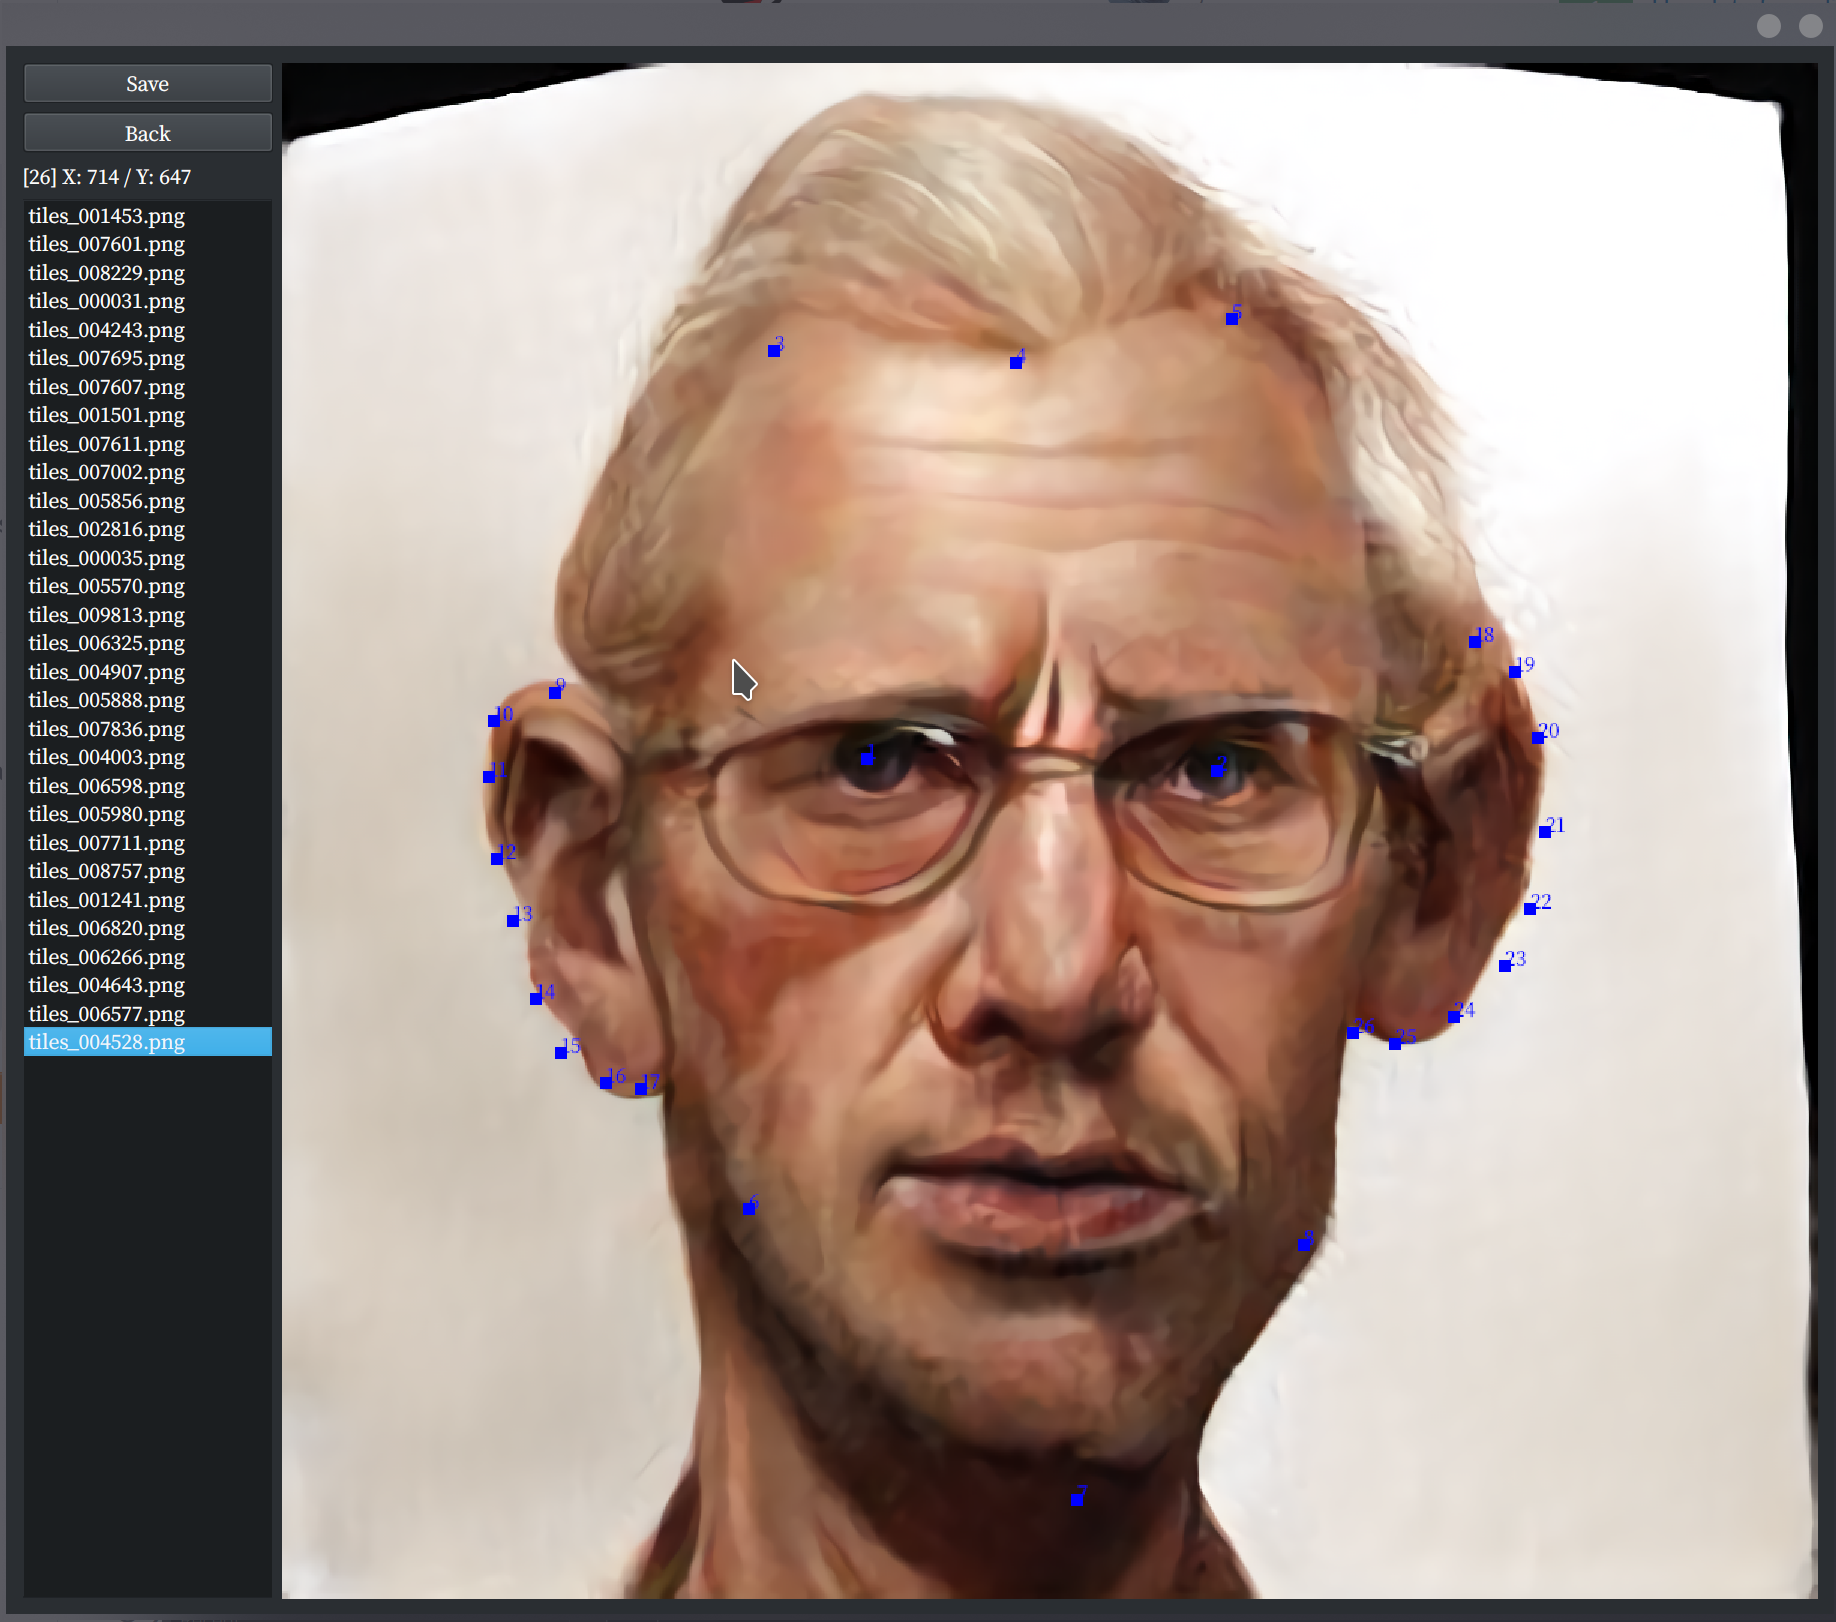 Save
Back
[26] X: 714 / Y: 647
tiles_001453.png
tiles_007601.png
tiles_008229.png
tiles_000031.png
tiles_004243.png
tiles_007695.png
tiles_007607.png
tiles_001501.png
tiles_007611.png
tiles_007002.png
tiles_005856.png
tiles_002816.png
tiles_000035.png
tiles_005570.png
tiles_009813.png
tiles_006325.png
tiles_004907.png
tiles_005888.png
tiles_007836.png
tiles_004003.png
tiles_006598.png
tiles_005980.png
tiles_007711.png
tiles_008757.png
tiles_001241.png
tiles_006820.png
tiles_006266.png
tiles_004643.png
tiles_006577.png
tiles_004528.png
5
3
4
18
19
9
10
20
1
2
11
21
12
22
13
23
14
24
26
25
15
16
17
6
8
7